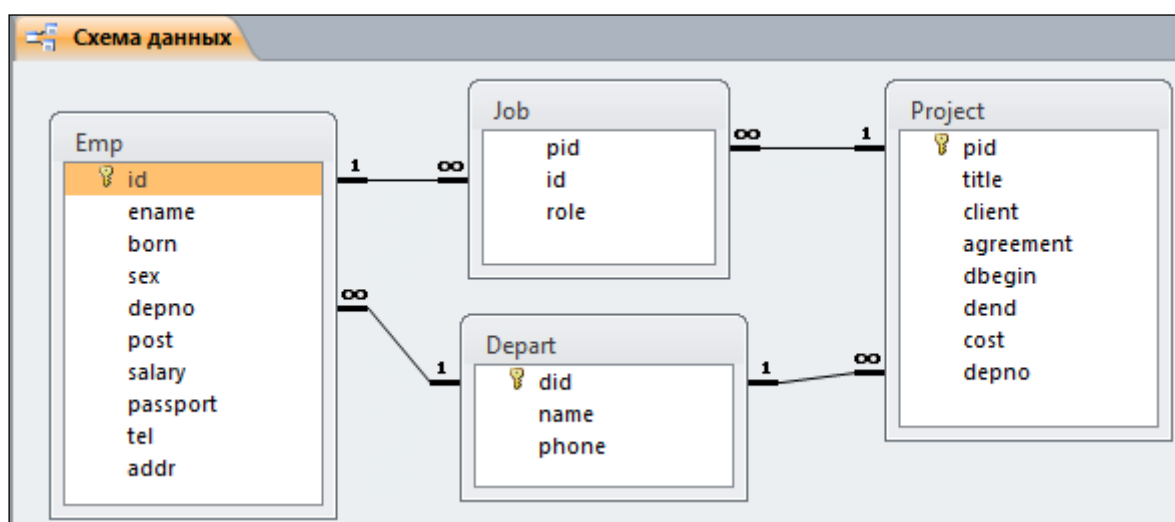 Схема данных
Emp
id
ename
born
sex
depno
post
salary
passport
tel
addr
1
∞
∞
1
Job
pid
id
role
Depart
did
name
phone
∞
1
1
∞
Project
pid
title
client
agreement
dbegin
dend
cost
depno